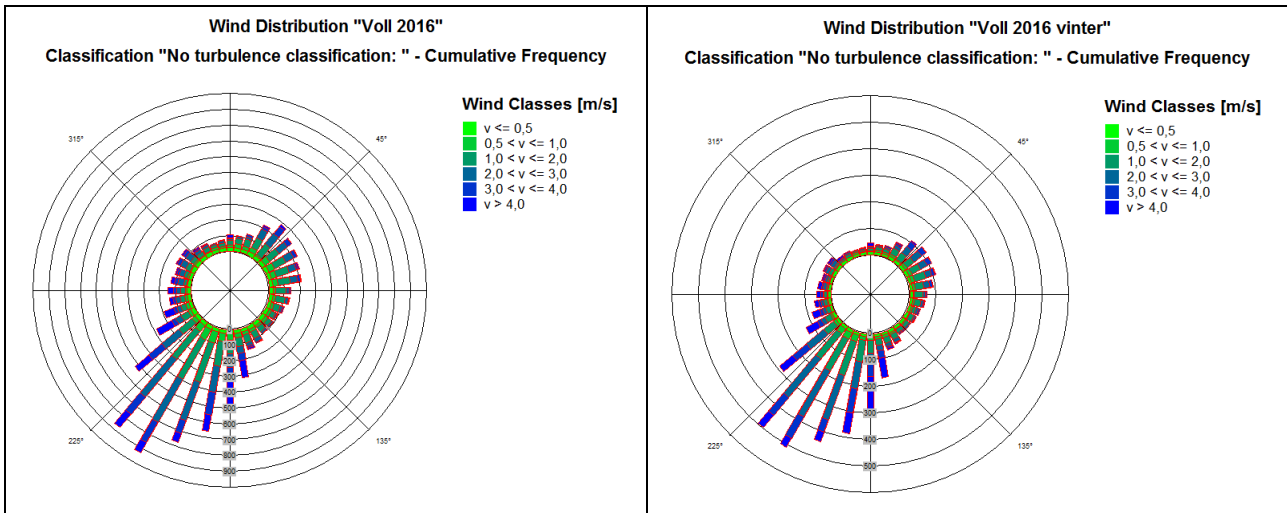 Wind Distribution "Voll 2016"
Classification "No turbulence classification: " - Cumulative Frequency
Wind Classes [m/s]
v <= 0,5
0,5 < v <= 1,0
1,0 < v <= 2,0
2,0 < v <= 3,0
3,0 < v <= 4,0
v > 4,0
315°
45°
0
100
200
300
400
500
600
700
800
900
225°
135°
Wind Distribution "Voll 2016 vinter"
Classification "No turbulence classification: " - Cumulative Frequency
Wind Classes [m/s]
v <= 0,5
0,5 < v <= 1,0
1,0 < v <= 2,0
2,0 < v <= 3,0
3,0 < v <= 4,0
v > 4,0
315°
45°
0
100
200
300
400
500
225°
135°